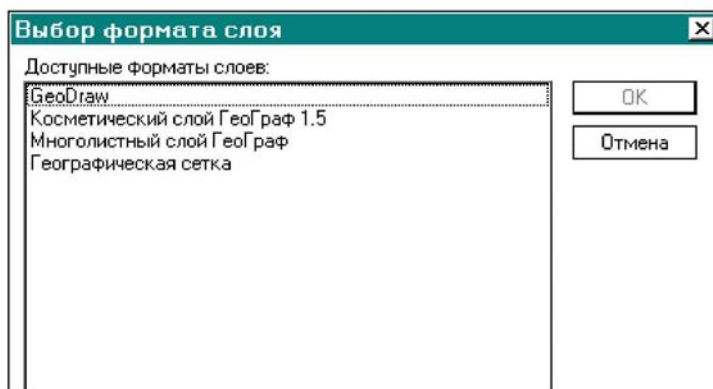 Выбор формата слоя
Доступные форматы слоев:
GeoDraw
OK
Косметический слой ГеоГраф 1.5
Многолистный слой ГеоГраф
Отмена
Географическая сетка